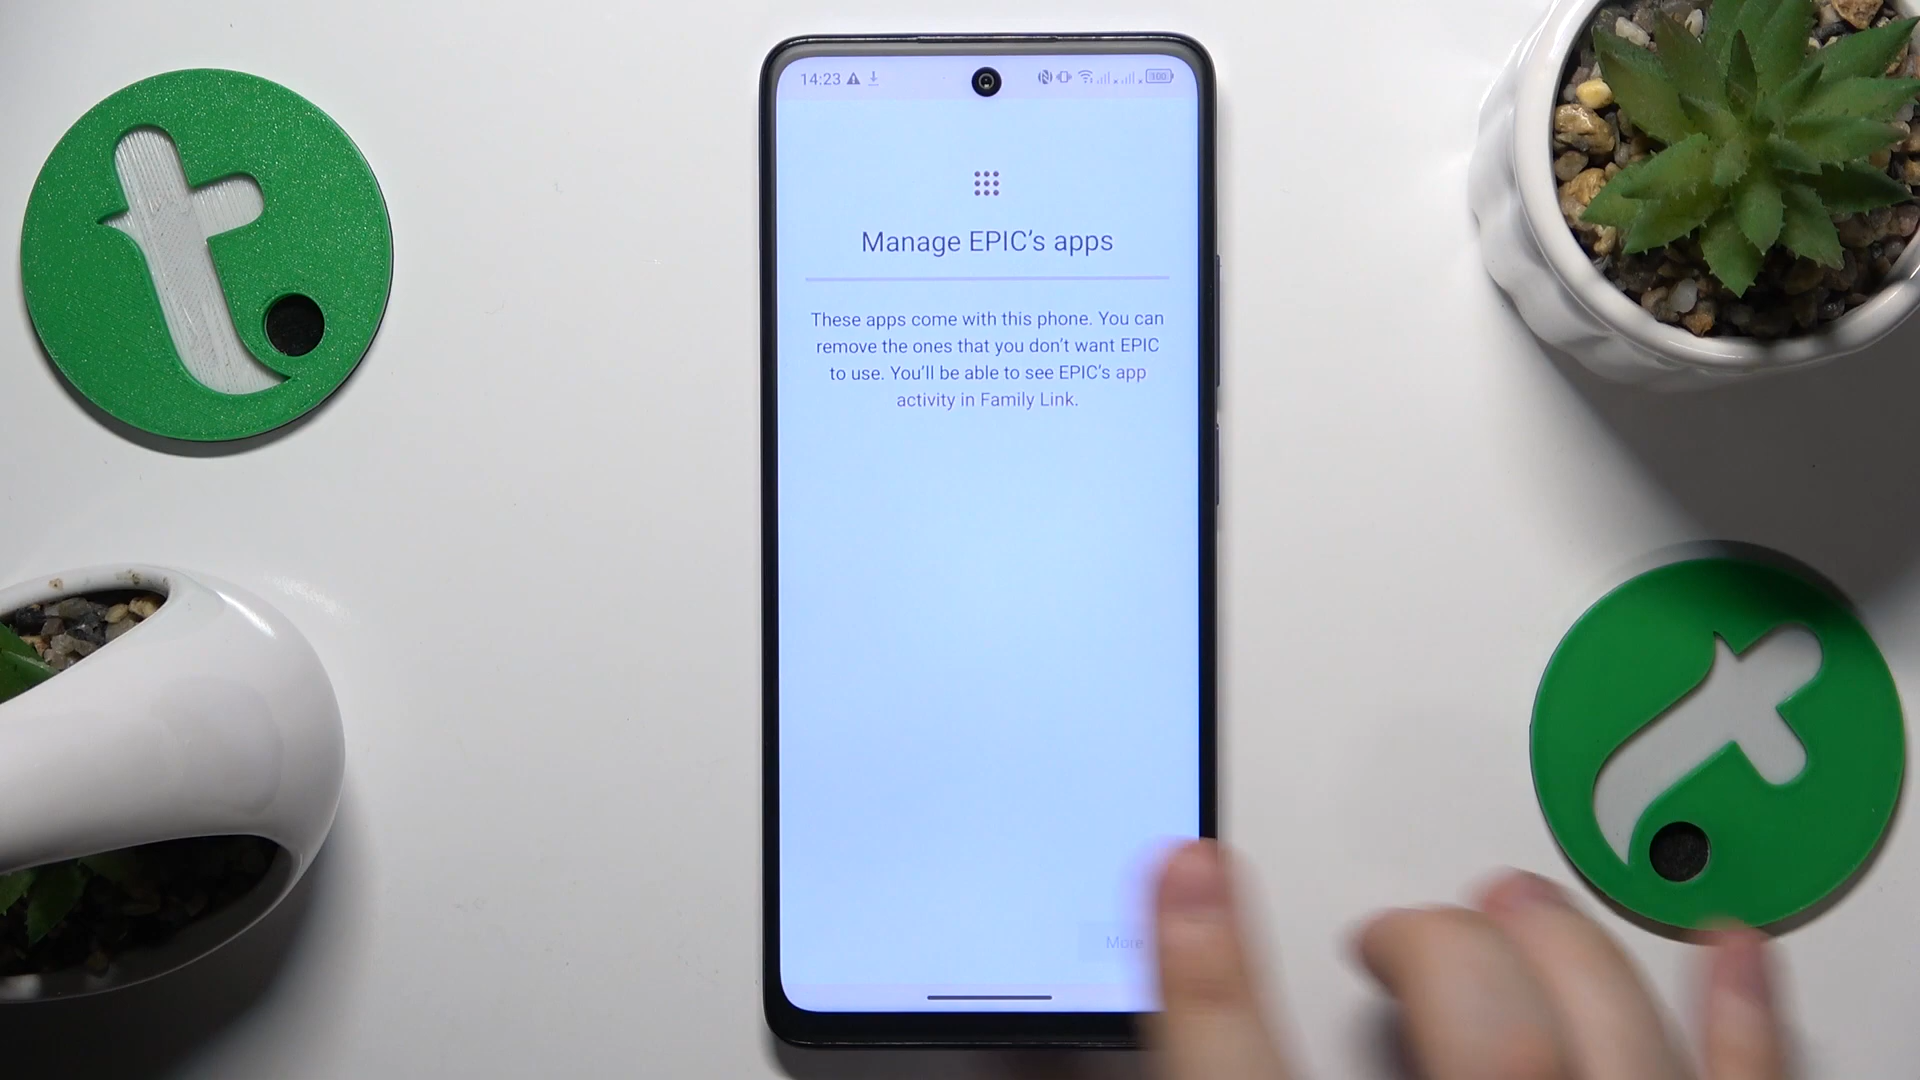 14:23
100
Manage EPIC’s apps
These apps come with this phone. You can
remove the ones that you don’t want EPIC
to use. You’ll be able to see EPIC’s app
activity in Family Link.
More